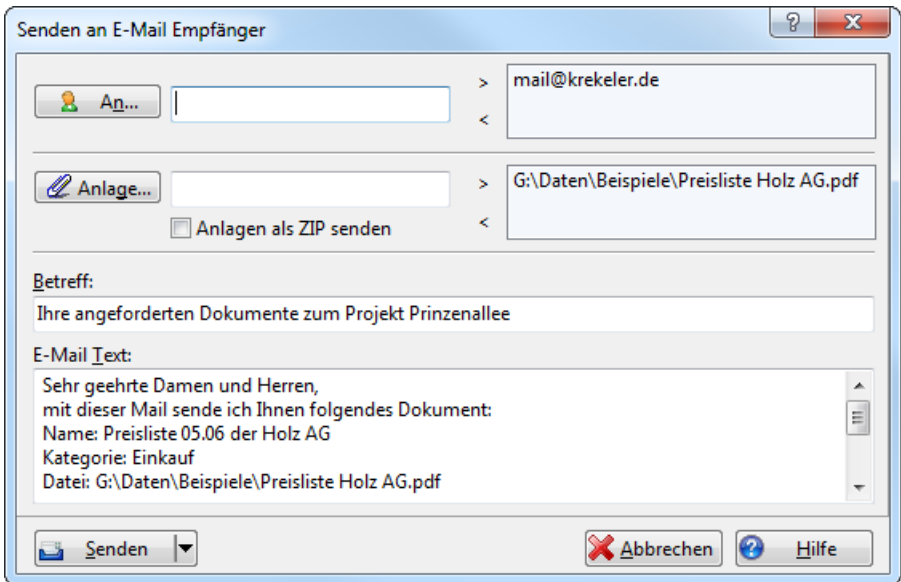 Senden an E-Mail Empfänger
? X
An... > mail@krekeler.de
<
Anlage... > G:\Daten\Beispiele\Preisliste Holz AG.pdf
Anlagen als ZIP senden <
Betreff:
Ihre angeforderten Dokumente zum Projekt Prinzenallee
E-Mail Text:
Sehr geehrte Damen und Herren,
mit dieser Mail sende ich Ihnen folgendes Dokument:
Name: Preisliste 05.06 der Holz AG
Kategorie: Einkauf
Datei: G:\Daten\Beispiele\Preisliste Holz AG.pdf
Senden Abbrechen ? Hilfe